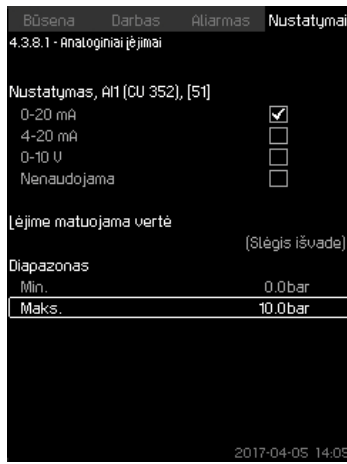 Būsena Darbas Aliarmas Nustatymai
4.3.8.1 - Analoginiai įėjimai
Nustatymas, AI1 (CU 352), [51]
0-20 mA
4-20 mA
0-10 V
Nenaudojama
Įėjime matuojama vertė
(Slėgis išvade)
Diapazonas
Min. 0.0bar
Maks. 10.0bar
2017-04-05 14:05